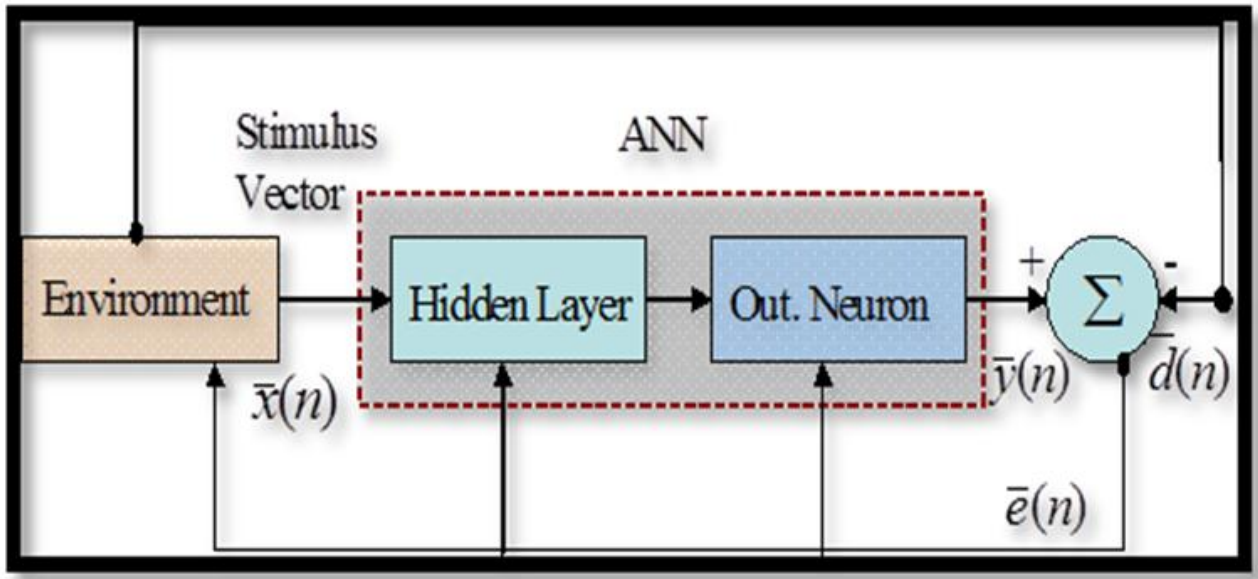 Stimulus
Vector
ANN
Environment
Hidden Layer
Out. Neuron
+
Σ
-
x̄(n)
ȳ(n)
d̄(n)
ē(n)